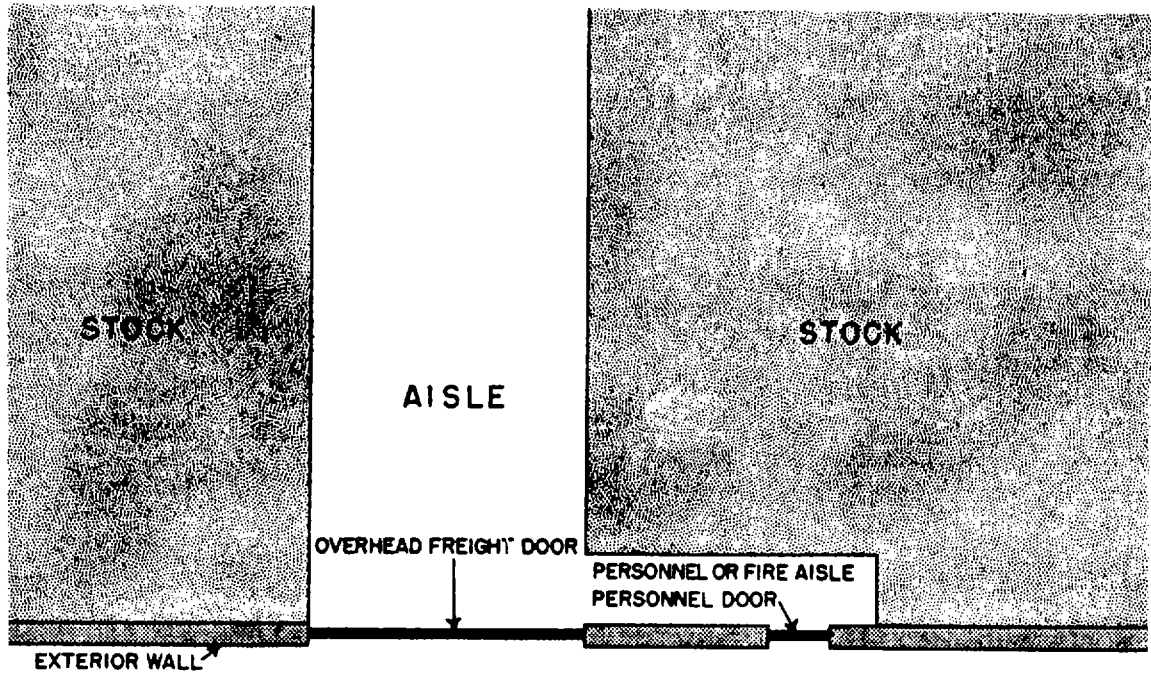 STOCK
STOCK
AISLE
OVERHEAD FREIGHT DOOR
PERSONNEL OR FIRE AISLE
PERSONNEL DOOR
EXTERIOR WALL